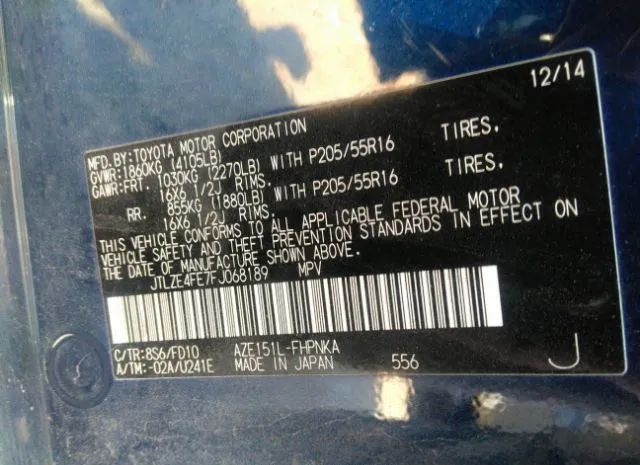 12/14
MFD.BY:TOYOTA MOTOR CORPORATION
GVWR:1860KG (4105LB)
GAWR:FRT. 1030KG (2270LB) WITH P205/55R16 TIRES,
16X6 1/2J RIMS.
RR. 855KG (1880LB) WITH P205/55R16 TIRES,
16X6 1/2J RIMS.
THIS VEHICLE CONFORMS TO ALL APPLICABLE FEDERAL MOTOR
VEHICLE SAFETY AND THEFT PREVENTION STANDARDS IN EFFECT ON
THE DATE OF MANUFACTURE SHOWN ABOVE.
JTLZE4FE7FJ068189 MPV
C/TR:8S6/FD10 AZE151L-FHPNKA
A/TM:-02A/U241E MADE IN JAPAN 556 J